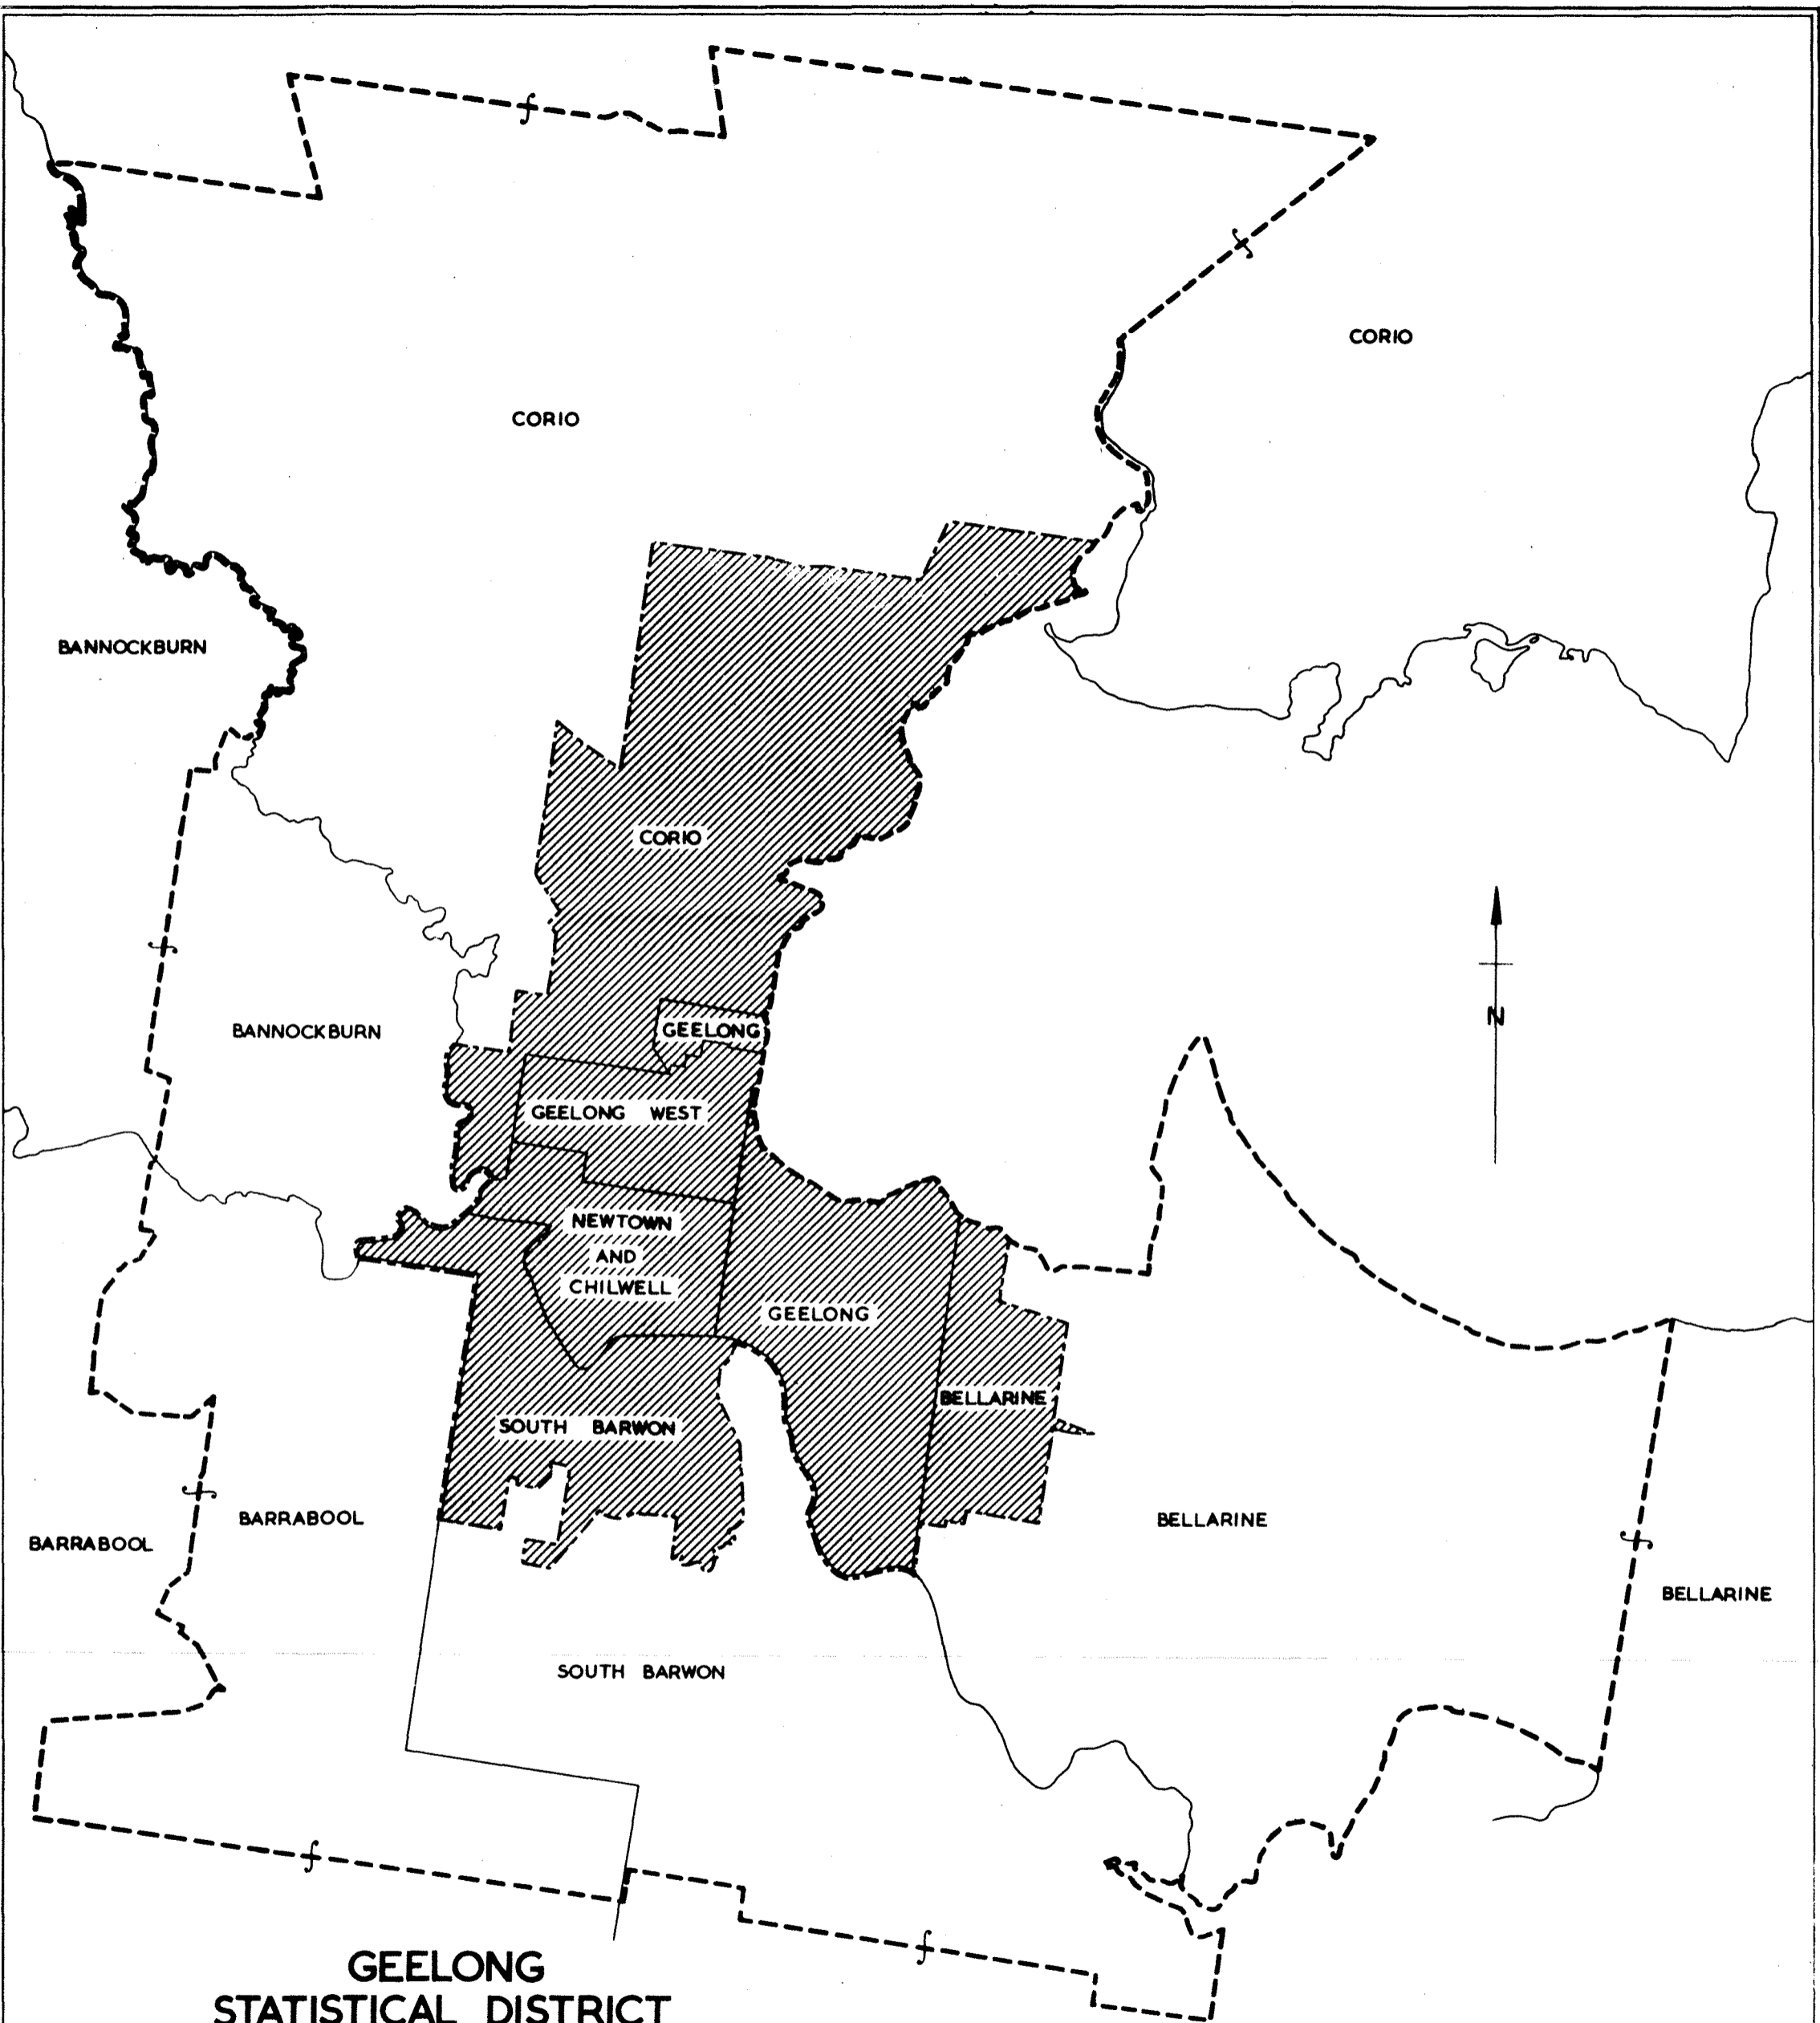 CORIO
CORIO
BANNOCKBURN
CORIO
GEELONG
BANNOCKBURN
N
GEELONG WEST
NEWTOWN
AND
CHILWELL
GEELONG
BELLARINE
SOUTH BARWON
BARRABOOL
BELLARINE
BARRABOOL
BELLARINE
SOUTH BARWON
GEELONG
STATISTICAL DISTRICT